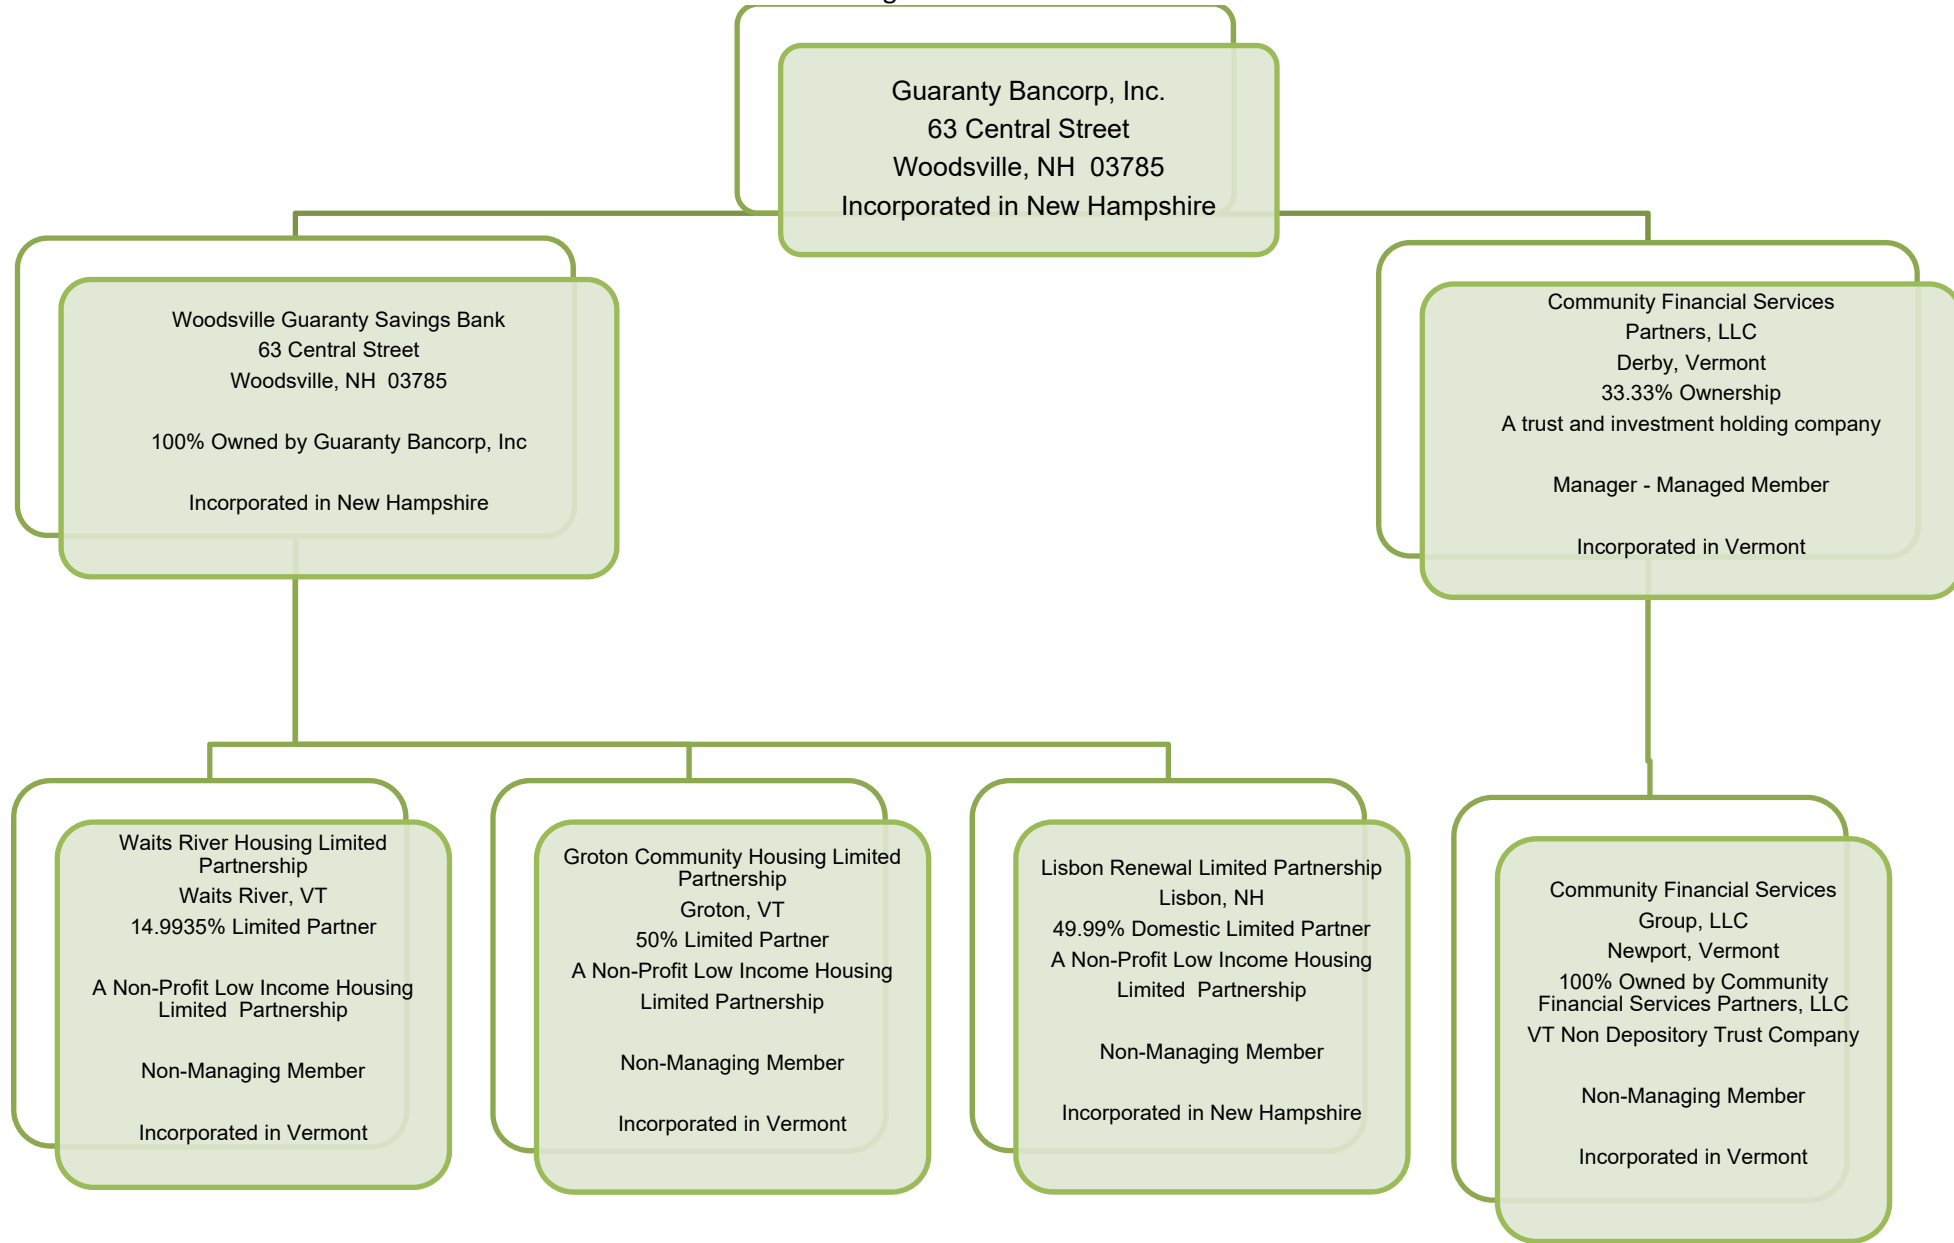 Guaranty Bancorp, Inc.
63 Central Street
Woodsville, NH  03785
Incorporated in New Hampshire
Woodsville Guaranty Savings Bank
63 Central Street
Woodsville, NH  03785
100% Owned by Guaranty Bancorp, Inc
Incorporated in New Hampshire
Community Financial Services
Partners, LLC
Derby, Vermont
33.33% Ownership
A trust and investment holding company
Manager - Managed Member
Incorporated in Vermont
Waits River Housing Limited
Partnership
Waits River, VT
14.9935% Limited Partner
A Non-Profit Low Income Housing
Limited  Partnership
Non-Managing Member
Incorporated in Vermont
Groton Community Housing Limited
Partnership
Groton, VT
50% Limited Partner
A Non-Profit Low Income Housing
Limited Partnership
Non-Managing Member
Incorporated in Vermont
Lisbon Renewal Limited Partnership
Lisbon, NH
49.99% Domestic Limited Partner
A Non-Profit Low Income Housing
Limited  Partnership
Non-Managing Member
Incorporated in New Hampshire
Community Financial Services
Group, LLC
Newport, Vermont
100% Owned by Community
Financial Services Partners, LLC
VT Non Depository Trust Company
Non-Managing Member
Incorporated in Vermont